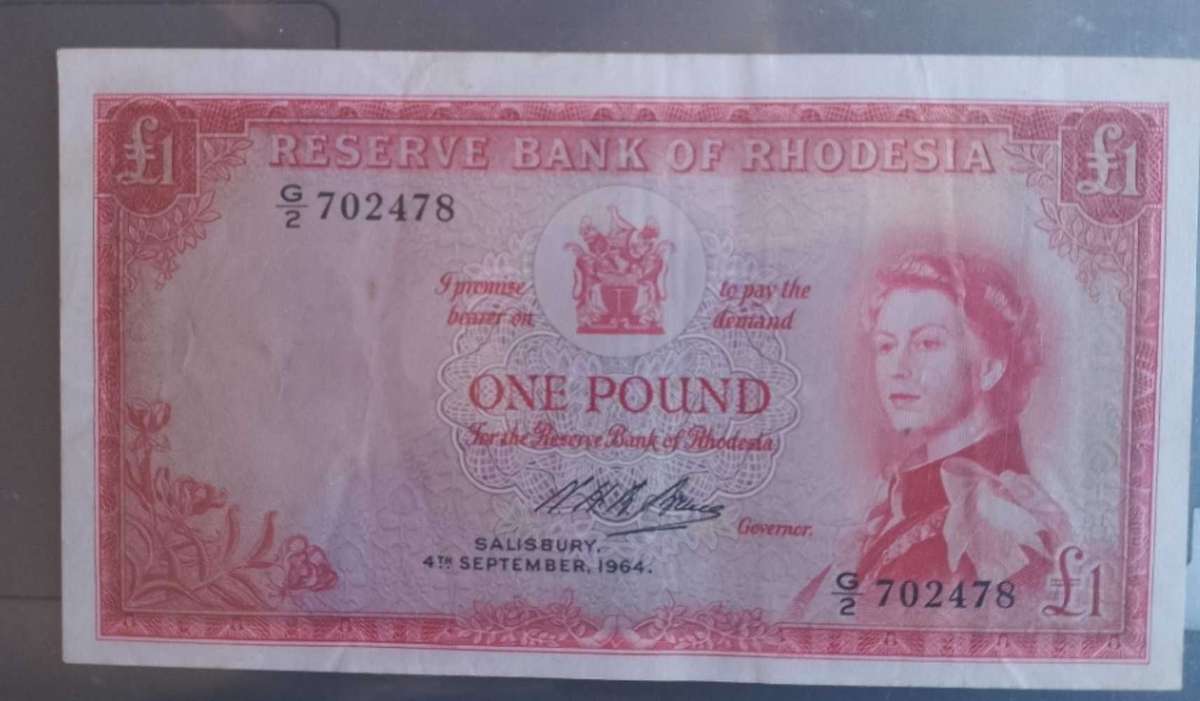 £1 RESERVE BANK OF RHODESIA £1
G/2 702478
I promise to pay the
bearer on demand
ONE POUND
For the Reserve Bank of Rhodesia
Governor.
SALISBURY,
4TH SEPTEMBER, 1964.
G/2 702478 £1